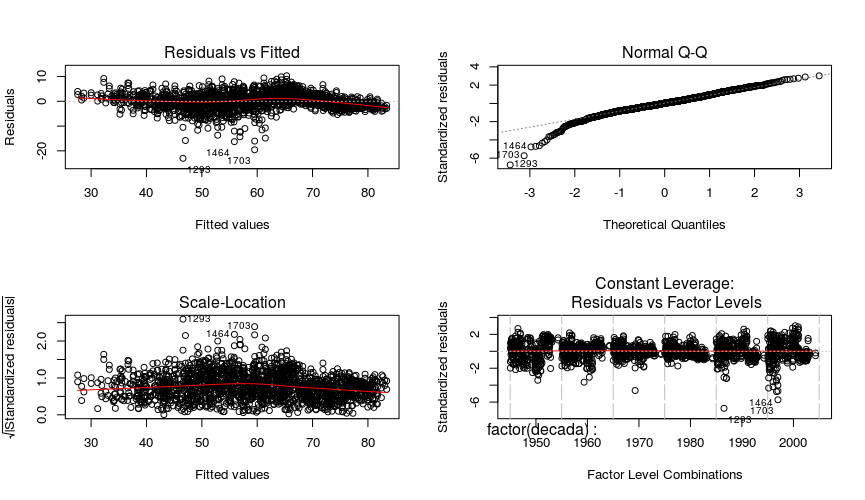 Residuals vs Fitted
Residuals
10
0
-20
1464
1703
1293
30 40 50 60 70 80
Fitted values
Normal Q-Q
Standardized residuals
4
2
-2
-6
1464
1703
1293
-3 -2 -1 0 1 2 3
Theoretical Quantiles
Scale-Location
√|Standardized residuals|
2.0
1.0
0.0
1293
1703
1464
30 40 50 60 70 80
Fitted values
Constant Leverage:
Residuals vs Factor Levels
Standardized residuals
2
-2
-6
1464
1703
1293
factor(decada) :
1950 1960 1970 1980 1990 2000
Factor Level Combinations